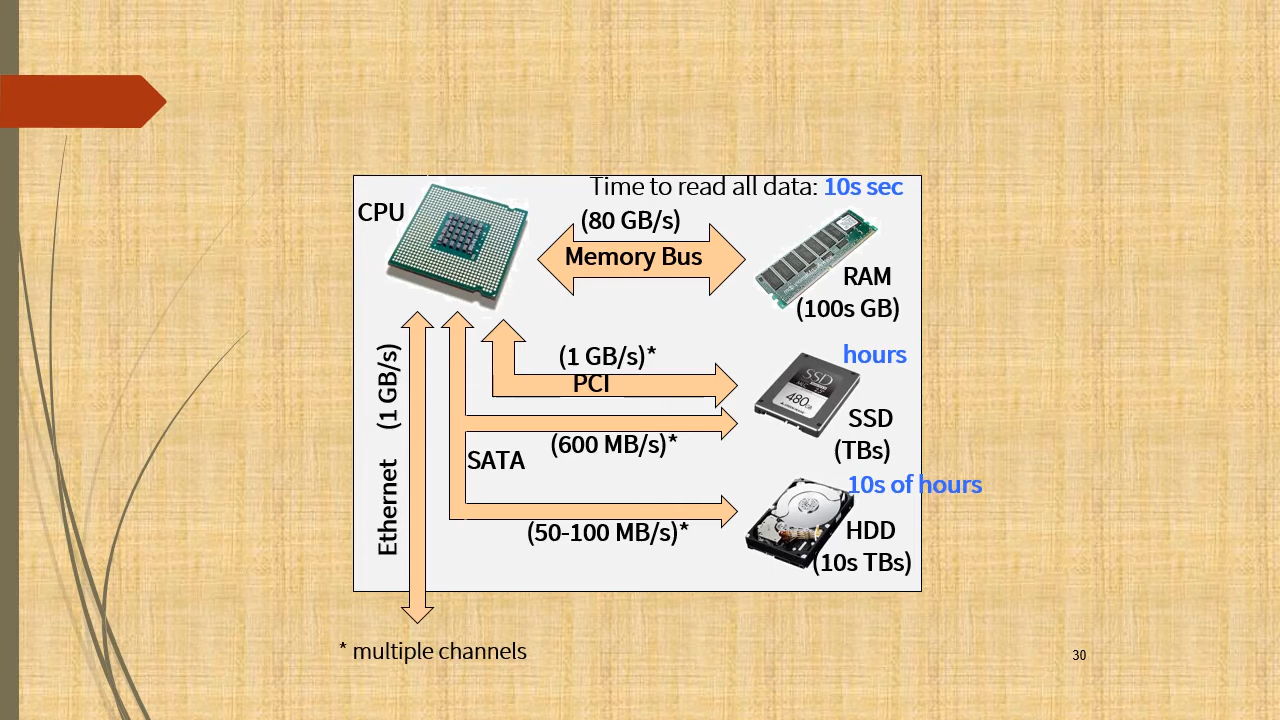 Time to read all data: 10s sec
CPU
(80 GB/s)
Memory Bus
RAM
(100s GB)
(1 GB/s)
Ethernet
(1 GB/s)*
PCI
hours
SSD
480GB
SSD
(TBs)
(600 MB/s)*
SATA
10s of hours
HDD
(10s TBs)
(50-100 MB/s)*
* multiple channels
30